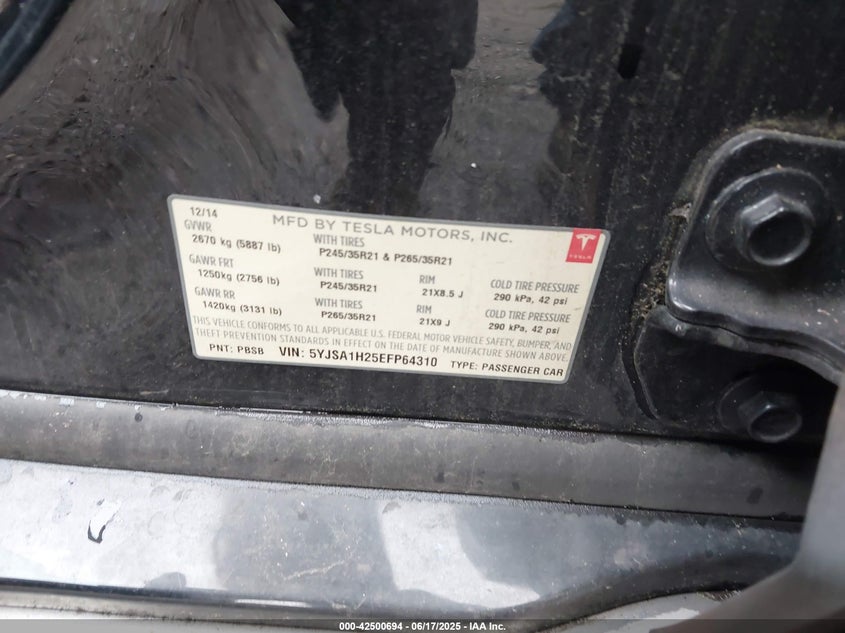 12/14
MFD BY TESLA MOTORS, INC.
GVWR
2670 kg (5887 lb)
WITH TIRES
P245/35R21 & P265/35R21
TESLA
GAWR FRT
1250kg (2756 lb)
WITH TIRES
P245/35R21
RIM
21X8.5 J
COLD TIRE PRESSURE
290 kPa, 42 psi
GAWR RR
1420kg (3131 lb)
WITH TIRES
P265/35R21
RIM
21X9 J
COLD TIRE PRESSURE
290 kPa, 42 psi
THIS VEHICLE CONFORMS TO ALL APPLICABLE U.S. FEDERAL MOTOR VEHICLE SAFETY, BUMPER, AND
THEFT PREVENTION STANDARDS IN EFFECT ON THE DATE OF MANUFACTURE SHOWN ABOVE.
PNT: PBSB VIN: 5YJSA1H25EFP64310 TYPE: PASSENGER CAR
000-42500694 - 06/17/2025 - IAA Inc.